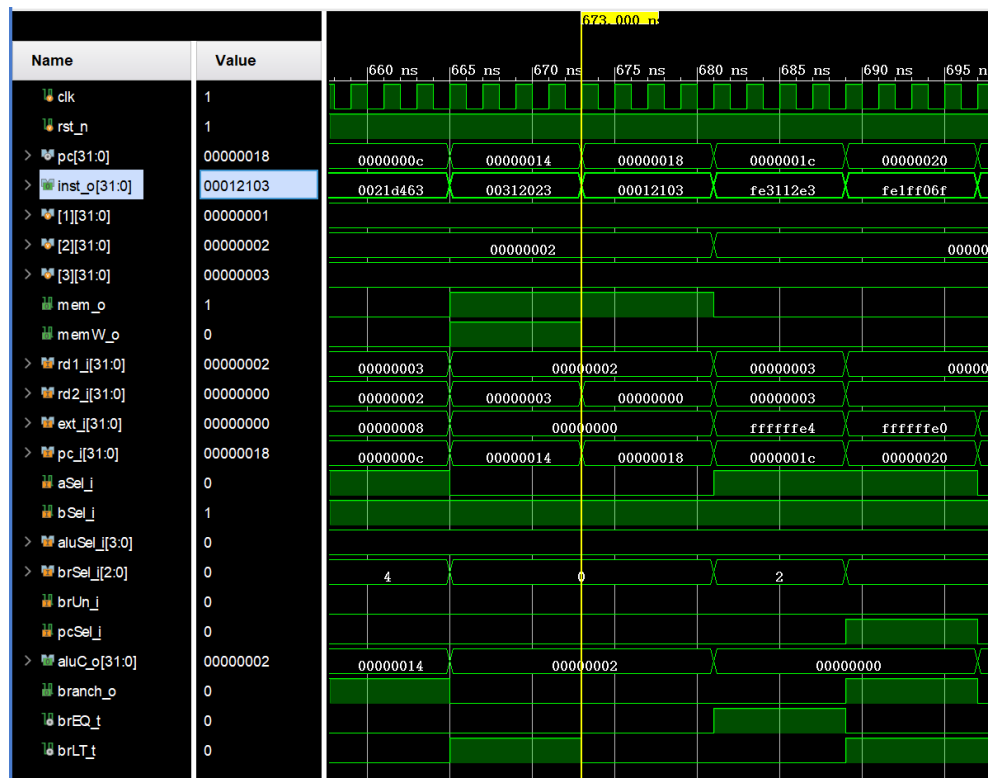 673.000 n
Name Value
660 ns 665 ns 670 ns 675 ns 680 ns 685 ns 690 ns 695 n
clk 1
rst_n 1
pc[31:0] 00000018 0000000c 00000014 00000018 0000001c 00000020
inst_o[31:0] 00012103 0021d463 00312023 00012103 fe3112e3 fe1ff06f
[1][31:0] 00000001
[2][31:0] 00000002 00000002 00000
[3][31:0] 00000003
mem_o 1
memW_o 0
rd1_i[31:0] 00000002 00000003 00000002 00000003 00000
rd2_i[31:0] 00000000 00000002 00000003 00000000 00000003
ext_i[31:0] 00000000 00000008 00000000 ffffffe4 ffffffe0
pc_i[31:0] 00000018 0000000c 00000014 00000018 0000001c 00000020
aSel_i 0
bSel_i 1
aluSel_i[3:0] 0
brSel_i[2:0] 0 4 0 2
brUn_i 0
pcSel_i 0
aluC_o[31:0] 00000002 00000014 00000002 00000000
branch_o 0
brEQ_t 0
brLT_t 0